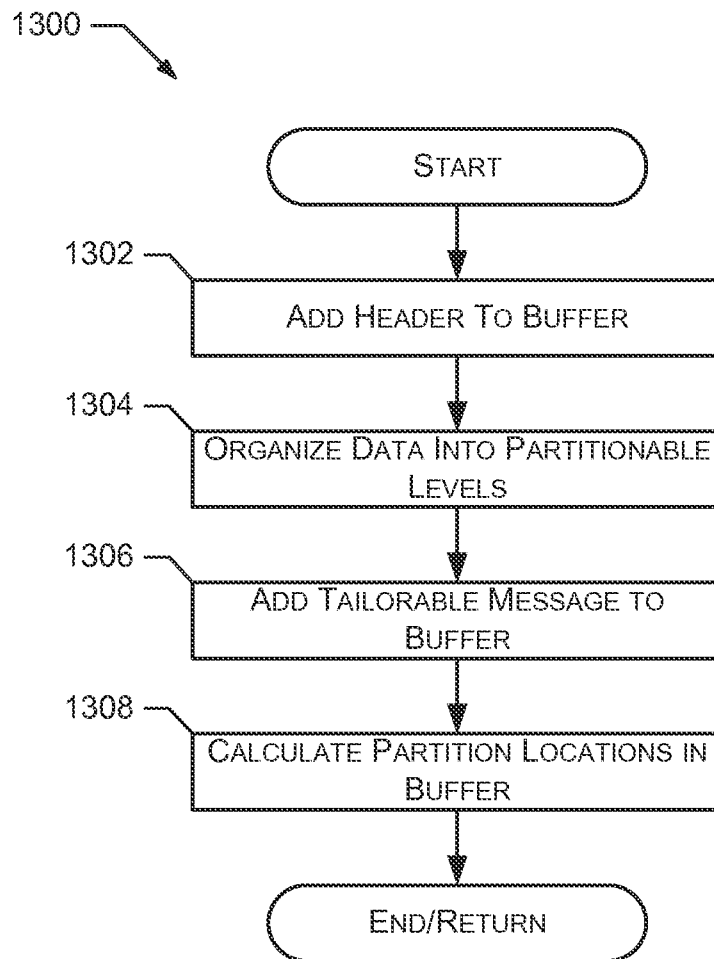 1300
START
1302
ADD HEADER TO BUFFER
1304
ORGANIZE DATA INTO PARTITIONABLE
LEVELS
1306
ADD TAILORABLE MESSAGE TO
BUFFER
1308
CALCULATE PARTITION LOCATIONS IN
BUFFER
END/RETURN